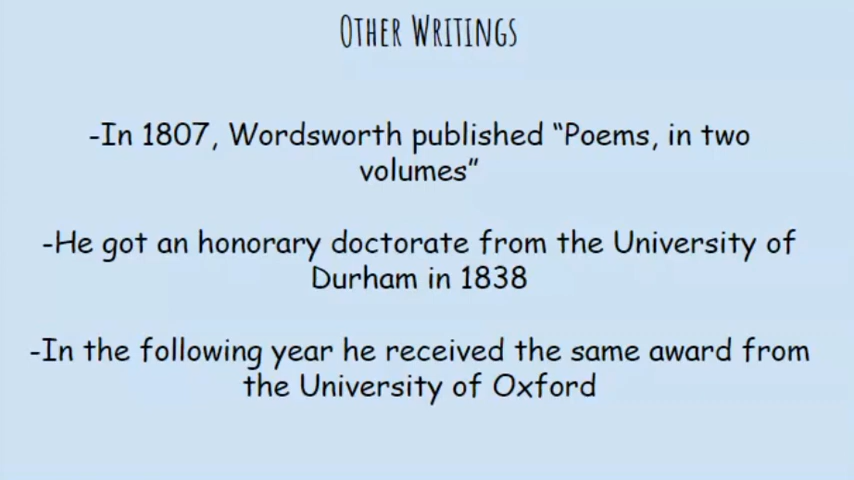 Other Writings
-In 1807, Wordsworth published “Poems, in two
volumes”
-He got an honorary doctorate from the University of
Durham in 1838
-In the following year he received the same award from
the University of Oxford